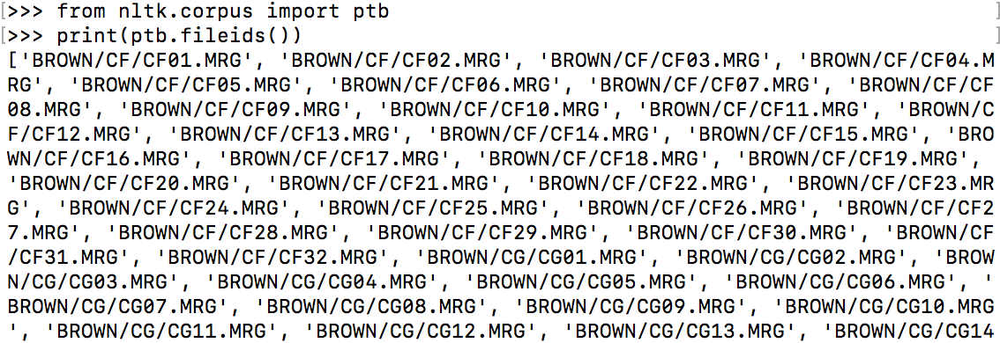 [>>> from nltk.corpus import ptb ]
[>>> print(ptb.fileids()) ]
['BROWN/CF/CF01.MRG', 'BROWN/CF/CF02.MRG', 'BROWN/CF/CF03.MRG', 'BROWN/CF/CF04.M
RG', 'BROWN/CF/CF05.MRG', 'BROWN/CF/CF06.MRG', 'BROWN/CF/CF07.MRG', 'BROWN/CF/CF
08.MRG', 'BROWN/CF/CF09.MRG', 'BROWN/CF/CF10.MRG', 'BROWN/CF/CF11.MRG', 'BROWN/C
F/CF12.MRG', 'BROWN/CF/CF13.MRG', 'BROWN/CF/CF14.MRG', 'BROWN/CF/CF15.MRG', 'BRO
WN/CF/CF16.MRG', 'BROWN/CF/CF17.MRG', 'BROWN/CF/CF18.MRG', 'BROWN/CF/CF19.MRG',
'BROWN/CF/CF20.MRG', 'BROWN/CF/CF21.MRG', 'BROWN/CF/CF22.MRG', 'BROWN/CF/CF23.MR
G', 'BROWN/CF/CF24.MRG', 'BROWN/CF/CF25.MRG', 'BROWN/CF/CF26.MRG', 'BROWN/CF/CF2
7.MRG', 'BROWN/CF/CF28.MRG', 'BROWN/CF/CF29.MRG', 'BROWN/CF/CF30.MRG', 'BROWN/CF
/CF31.MRG', 'BROWN/CF/CF32.MRG', 'BROWN/CG/CG01.MRG', 'BROWN/CG/CG02.MRG', 'BROW
N/CG/CG03.MRG', 'BROWN/CG/CG04.MRG', 'BROWN/CG/CG05.MRG', 'BROWN/CG/CG06.MRG', '
BROWN/CG/CG07.MRG', 'BROWN/CG/CG08.MRG', 'BROWN/CG/CG09.MRG', 'BROWN/CG/CG10.MRG
', 'BROWN/CG/CG11.MRG', 'BROWN/CG/CG12.MRG', 'BROWN/CG/CG13.MRG', 'BROWN/CG/CG14